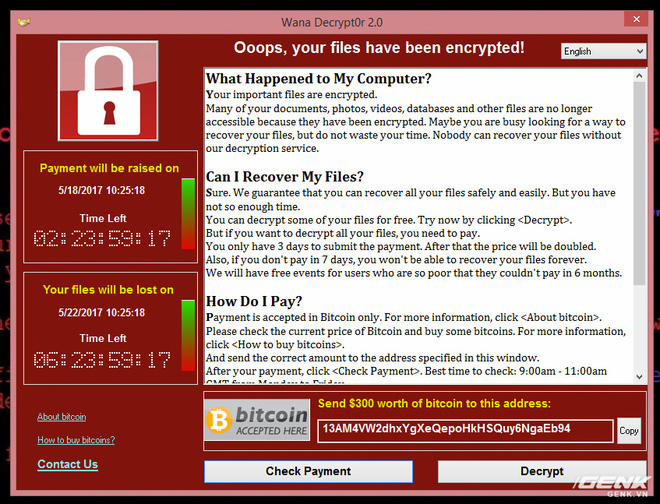 Wana Decrypt0r 2.0
Ooops, your files have been encrypted!
English
What Happened to My Computer?
Your important files are encrypted.
Many of your documents, photos, videos, databases and other files are no longer
accessible because they have been encrypted. Maybe you are busy looking for a way to
recover your files, but do not waste your time. Nobody can recover your files without
our decryption service.
Can I Recover My Files?
Sure. We guarantee that you can recover all your files safely and easily. But you have
not so enough time.
You can decrypt some of your files for free. Try now by clicking <Decrypt>.
But if you want to decrypt all your files, you need to pay.
You only have 3 days to submit the payment. After that the price will be doubled.
Also, if you don't pay in 7 days, you won't be able to recover your files forever.
We will have free events for users who are so poor that they couldn't pay in 6 months.
How Do I Pay?
Payment is accepted in Bitcoin only. For more information, click <About bitcoin>.
Please check the current price of Bitcoin and buy some bitcoins. For more information,
click <How to buy bitcoins>.
And send the correct amount to the address specified in this window.
After your payment, click <Check Payment>. Best time to check: 9:00am - 11:00am
GMT from Monday to Friday.
Payment will be raised on
5/18/2017 10:25:18
Time Left
02:23:59:17
Your files will be lost on
5/22/2017 10:25:18
Time Left
06:23:59:17
About bitcoin
How to buy bitcoins?
Contact Us
bitcoin
ACCEPTED HERE
Send $300 worth of bitcoin to this address:
13AM4VW2dhxYgXeQepoHkHSQuy6NgaEb94
Copy
Check Payment
Decrypt
GENK
GENK.VN